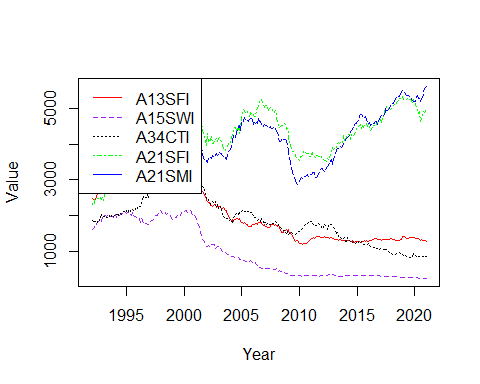 A13SFI
A15SWI
A34CTI
A21SFI
A21SMI
Value
1000
3000
5000
1995
2000
2005
2010
2015
2020
Year